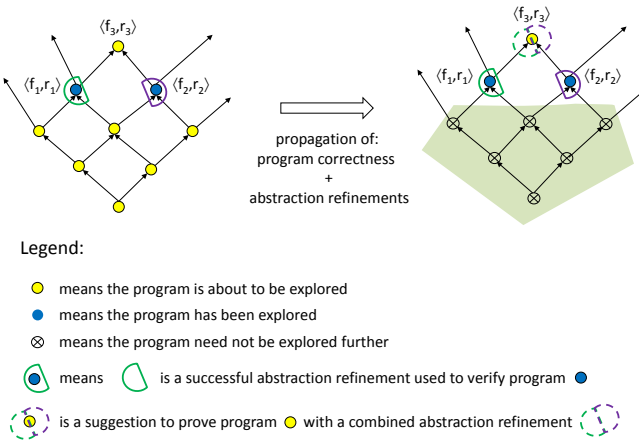 ⟨f3,r3⟩
⟨f1,r1⟩
⟨f2,r2⟩
propagation of:
program correctness
+
abstraction refinements
⟨f3,r3⟩
⟨f1,r1⟩
⟨f2,r2⟩
Legend:
means the program is about to be explored
means the program has been explored
means the program need not be explored further
means is a successful abstraction refinement used to verify program
is a suggestion to prove program with a combined abstraction refinement